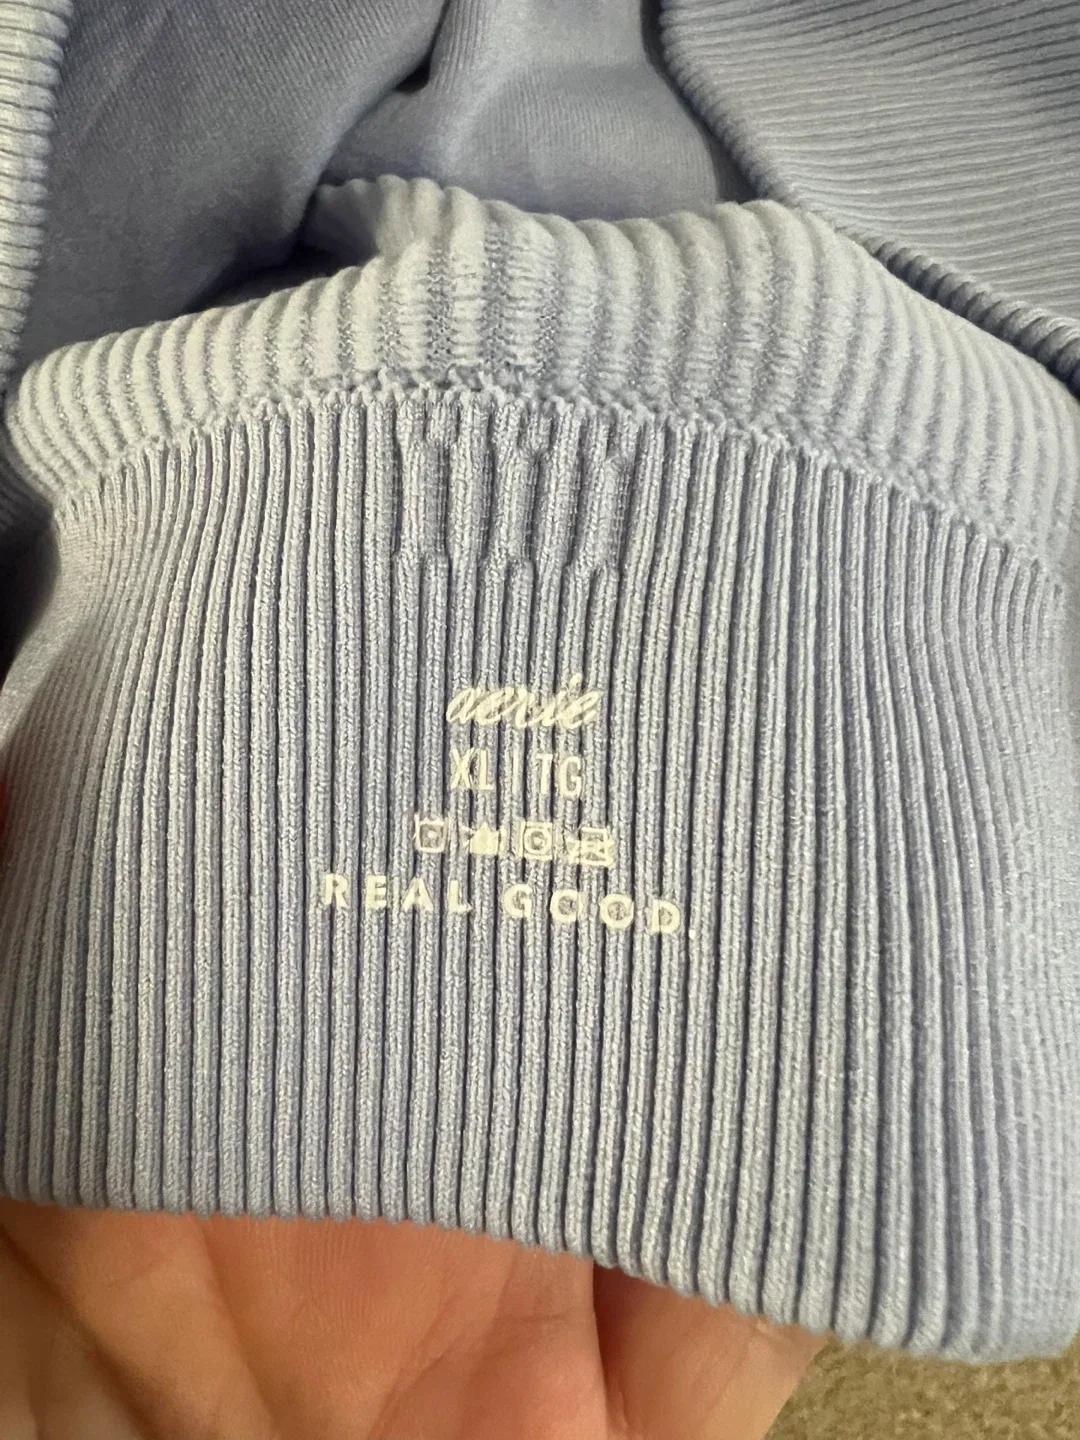 aerie
XL | TG
REAL GOOD.